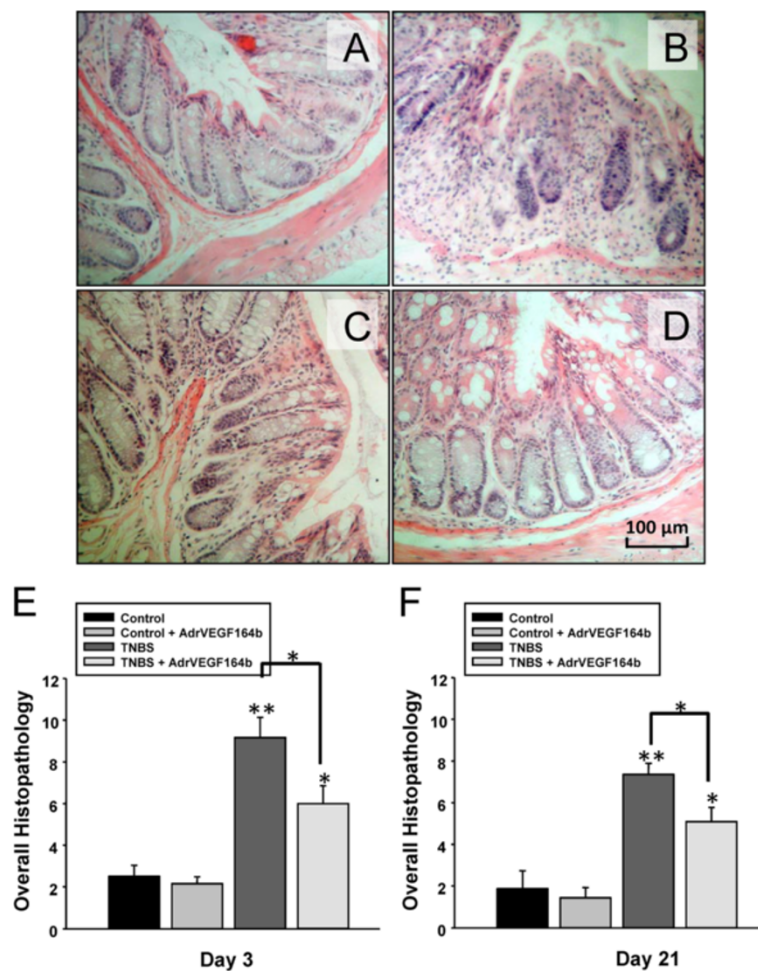 A
B
C
D
100 µm
E
Control
Control + AdrVEGF164b
TNBS
TNBS + AdrVEGF164b
Overall Histopathology
12
10
8
6
4
2
0
*
**
*
Day 3
F
Control
Control + AdrVEGF164b
TNBS
TNBS + AdrVEGF164b
Overall Histopathology
12
10
8
6
4
2
0
*
**
*
Day 21